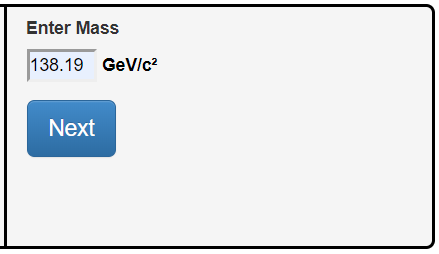 Enter Mass
138.19 GeV/c²
Next